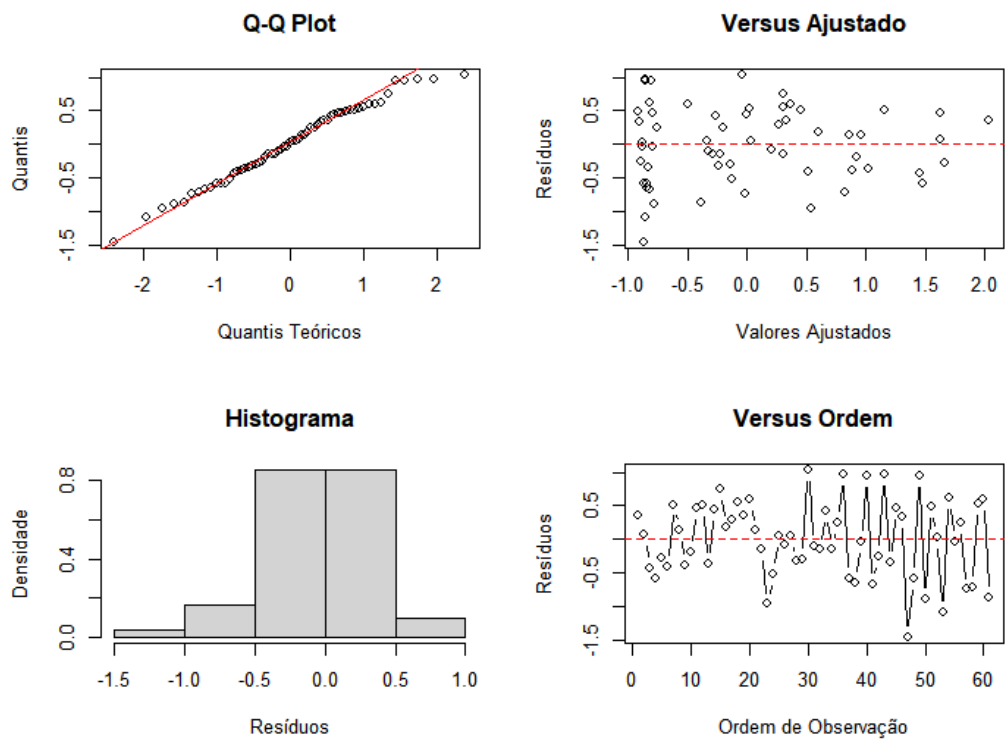 Q-Q Plot
Quantis
-1.5 -0.5 0.5
-2 -1 0 1 2
Quantis Teóricos
Versus Ajustado
Resíduos
-1.5 -0.5 0.5
-1.0 -0.5 0.0 0.5 1.0 1.5 2.0
Valores Ajustados
Histograma
Densidade
0.0 0.4 0.8
-1.5 -1.0 -0.5 0.0 0.5 1.0
Resíduos
Versus Ordem
Resíduos
-1.5 -0.5 0.5
0 10 20 30 40 50 60
Ordem de Observação